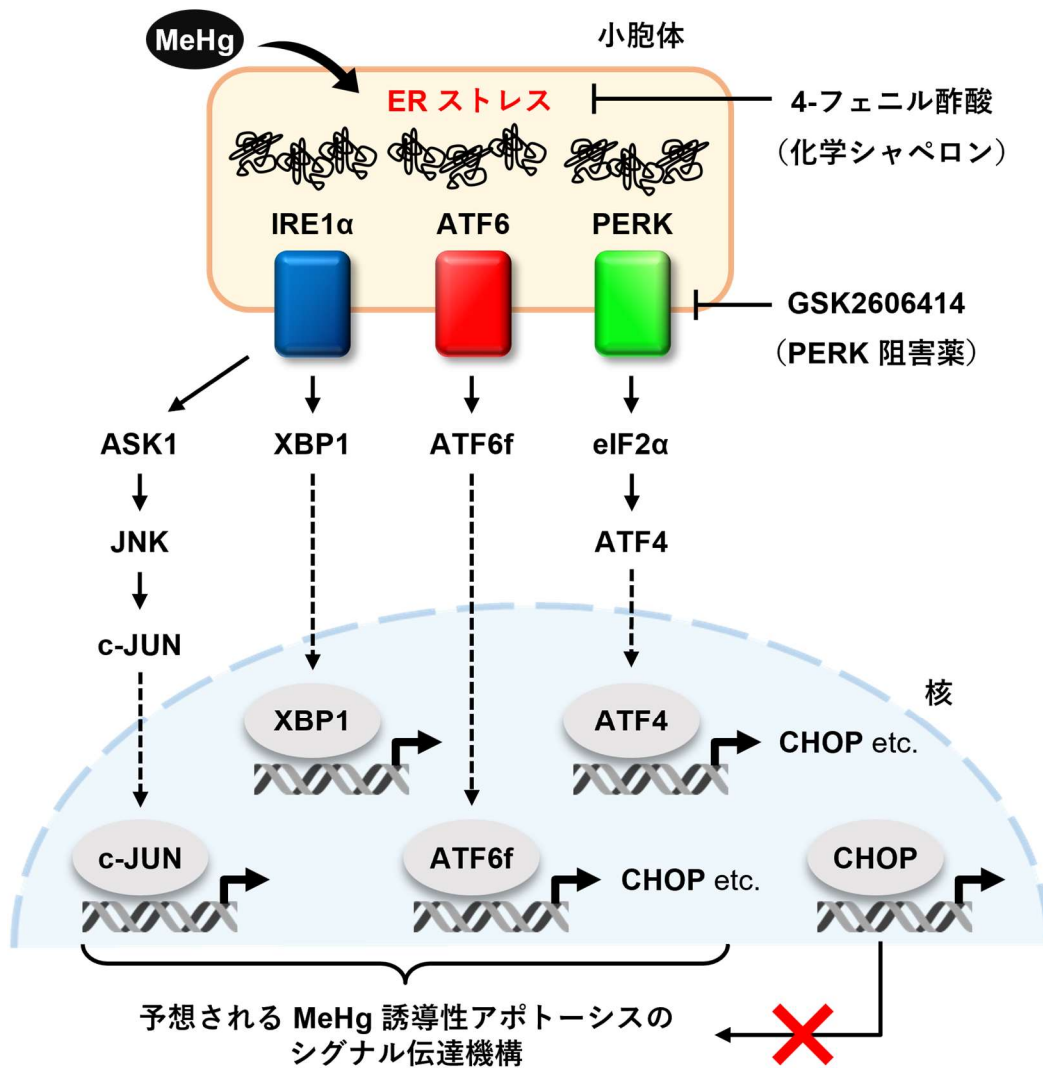 MeHg
小胞体
ER ストレス
4-フェニル酢酸
（化学シャペロン）
IRE1α
ATF6
PERK
GSK2606414
（PERK 阻害薬）
ASK1
XBP1
ATF6f
eIF2α
JNK
ATF4
c-JUN
核
XBP1
ATF4
CHOP etc.
c-JUN
ATF6f
CHOP etc.
CHOP
予想される MeHg 誘導性アポトーシスの
シグナル伝達機構